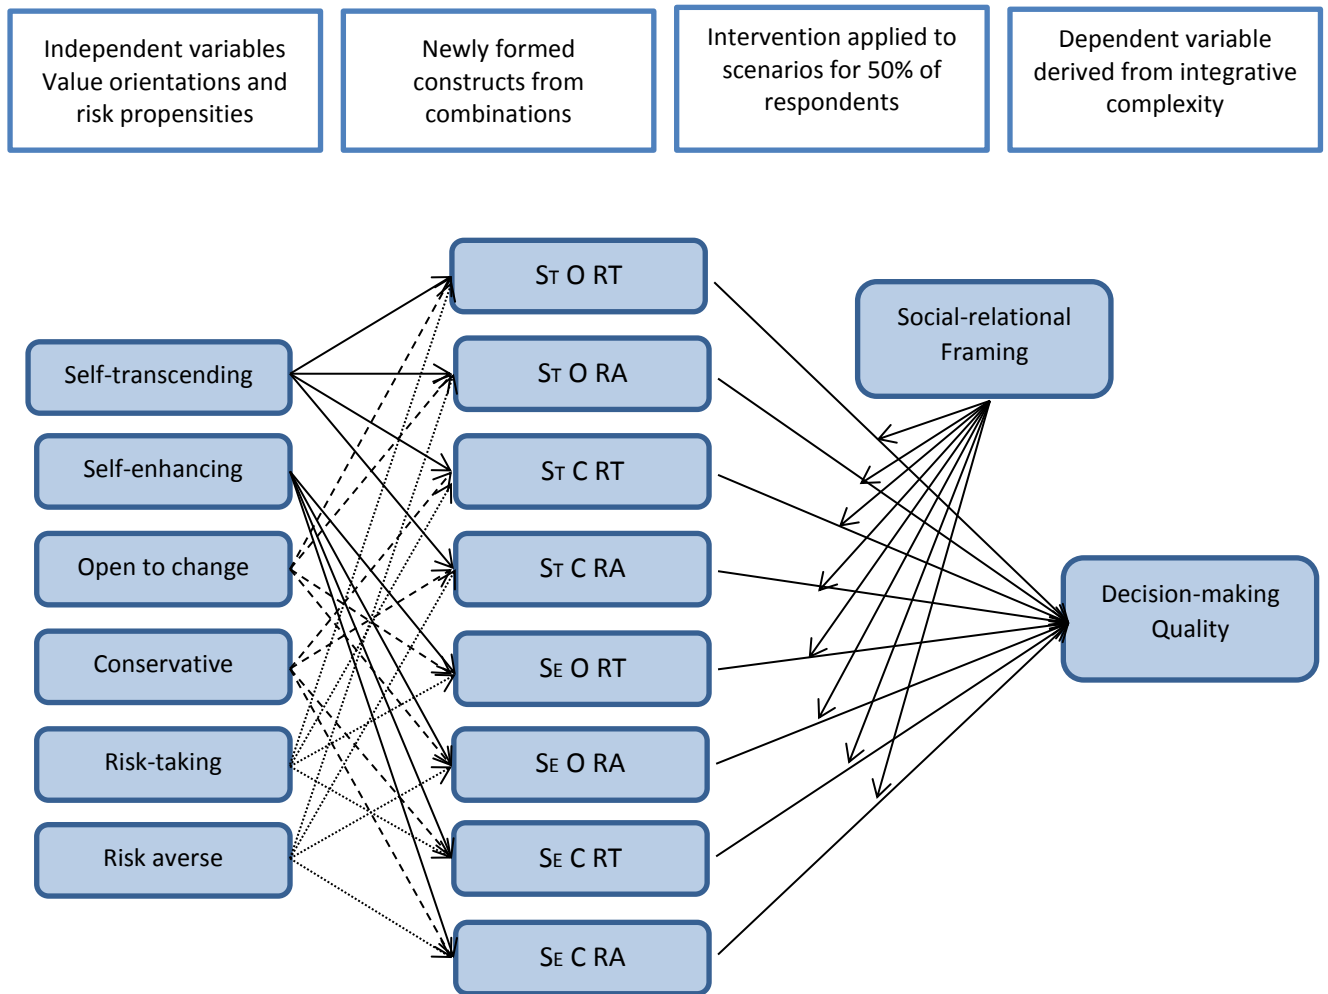 Independent variables
Value orientations and
risk propensities
Newly formed
constructs from
combinations
Intervention applied to
scenarios for 50% of
respondents
Dependent variable
derived from integrative
complexity
Self-transcending
Self-enhancing
Open to change
Conservative
Risk-taking
Risk averse
ST O RT
ST O RA
ST C RT
ST C RA
SE O RT
SE O RA
SE C RT
SE C RA
Social-relational
Framing
Decision-making
Quality